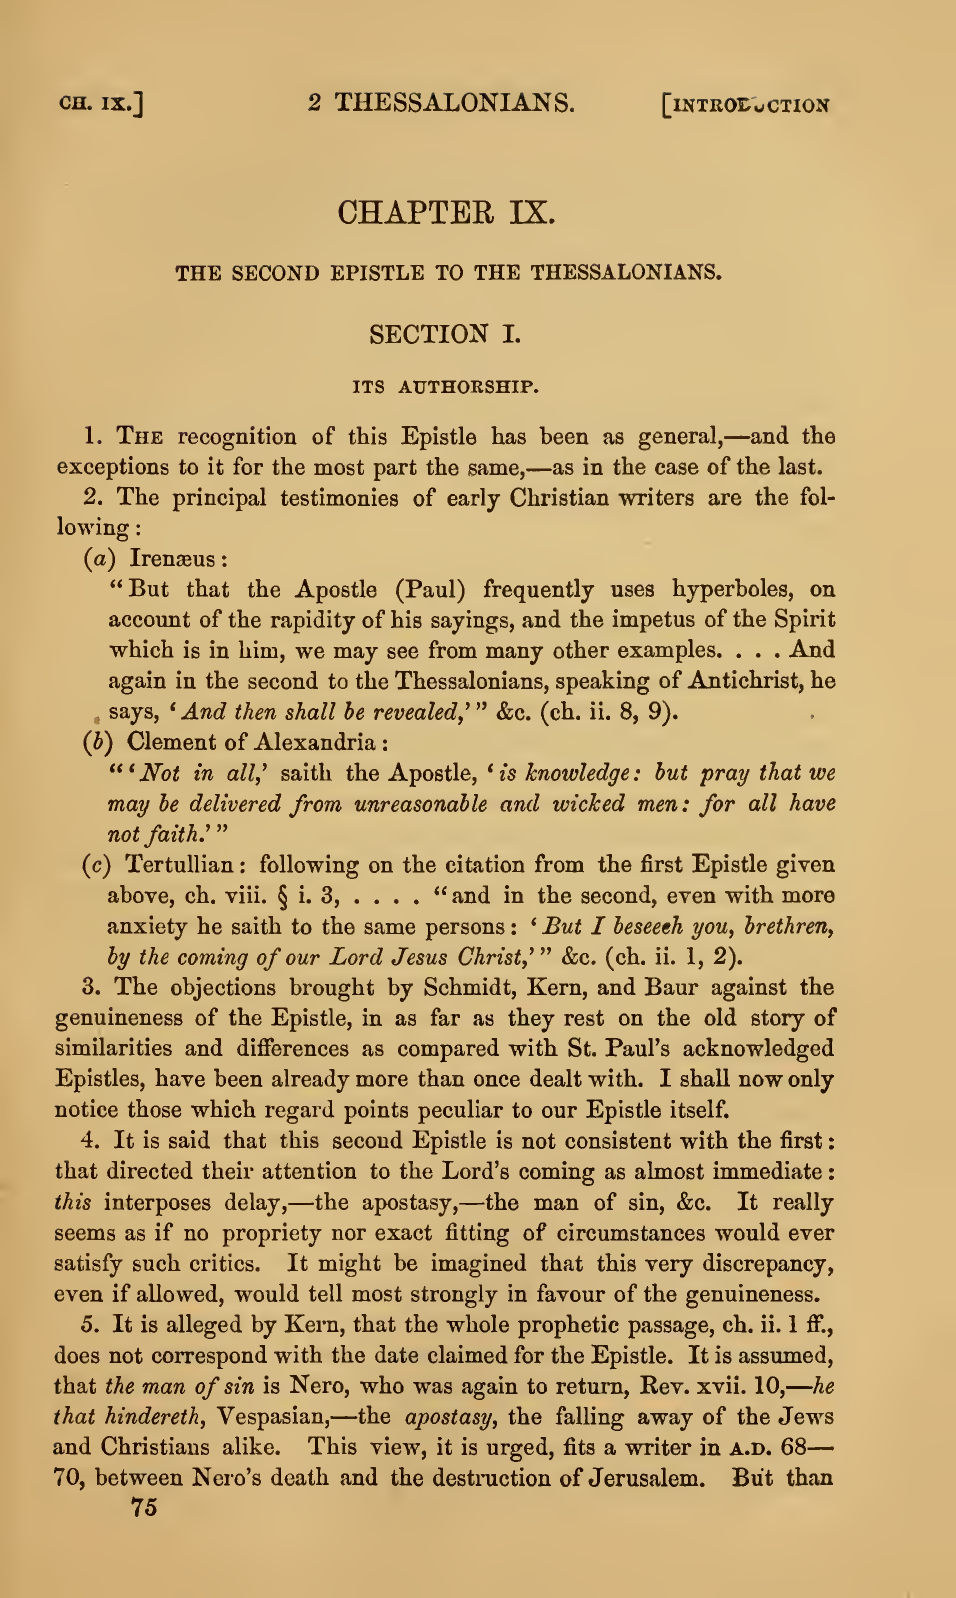 CH. IX.] 2 THESSALONIANS. [INTRODUCTION
CHAPTER IX.
THE SECOND EPISTLE TO THE THESSALONIANS.
SECTION I.
ITS AUTHORSHIP.
1. THE recognition of this Epistle has been as general,—and the
exceptions to it for the most part the same,—as in the case of the last.
2. The principal testimonies of early Christian writers are the fol-
lowing:
(a) Irenæus:
"But that the Apostle (Paul) frequently uses hyperboles, on
account of the rapidity of his sayings, and the impetus of the Spirit
which is in him, we may see from many other examples. . . . And
again in the second to the Thessalonians, speaking of Antichrist, he
says, 'And then shall be revealed,'" &c. (ch. ii. 8, 9).
(b) Clement of Alexandria:
"'Not in all,' saith the Apostle, 'is knowledge: but pray that we
may be delivered from unreasonable and wicked men: for all have
not faith.'"
(c) Tertullian: following on the citation from the first Epistle given
above, ch. viii. § i. 3, . . . . "and in the second, even with more
anxiety he saith to the same persons: 'But I beseech you, brethren,
by the coming of our Lord Jesus Christ,'" &c. (ch. ii. 1, 2).
3. The objections brought by Schmidt, Kern, and Baur against the
genuineness of the Epistle, in as far as they rest on the old story of
similarities and differences as compared with St. Paul's acknowledged
Epistles, have been already more than once dealt with. I shall now only
notice those which regard points peculiar to our Epistle itself.
4. It is said that this second Epistle is not consistent with the first:
that directed their attention to the Lord's coming as almost immediate:
this interposes delay,—the apostasy,—the man of sin, &c. It really
seems as if no propriety nor exact fitting of circumstances would ever
satisfy such critics. It might be imagined that this very discrepancy,
even if allowed, would tell most strongly in favour of the genuineness.
5. It is alleged by Kern, that the whole prophetic passage, ch. ii. 1 ff.,
does not correspond with the date claimed for the Epistle. It is assumed,
that the man of sin is Nero, who was again to return, Rev. xvii. 10,—he
that hindereth, Vespasian,—the apostasy, the falling away of the Jews
and Christians alike. This view, it is urged, fits a writer in A.D. 68—
70, between Nero's death and the destruction of Jerusalem. But than
75